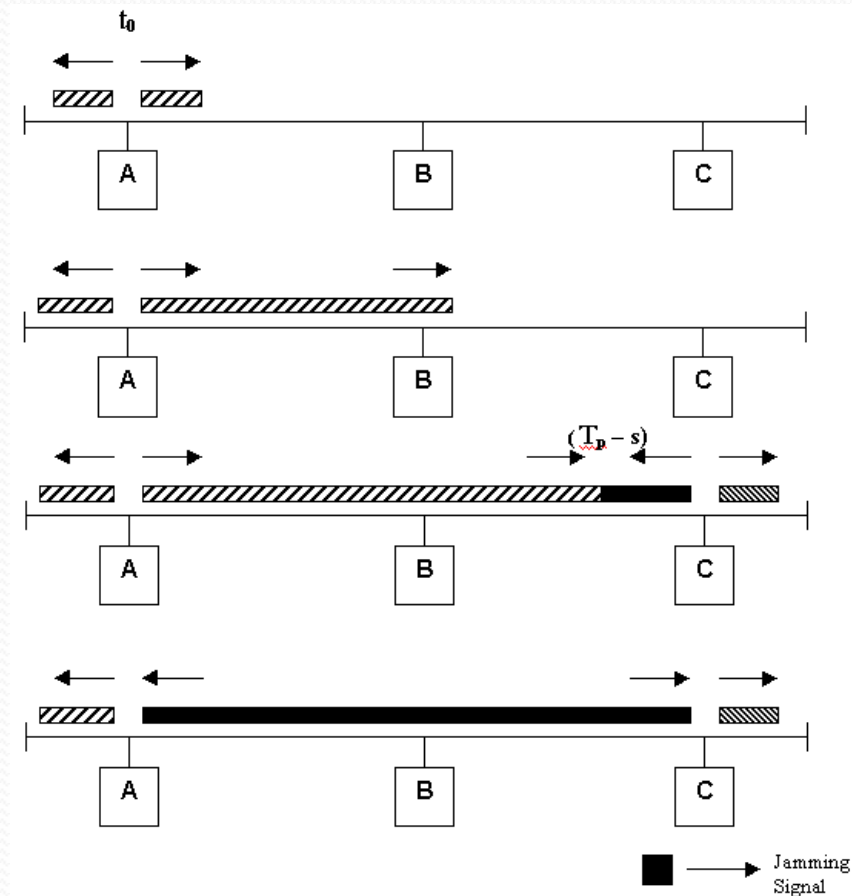 t₀
A B C
A B C
(Tₚ – s)
A B C
A B C
Jamming
Signal